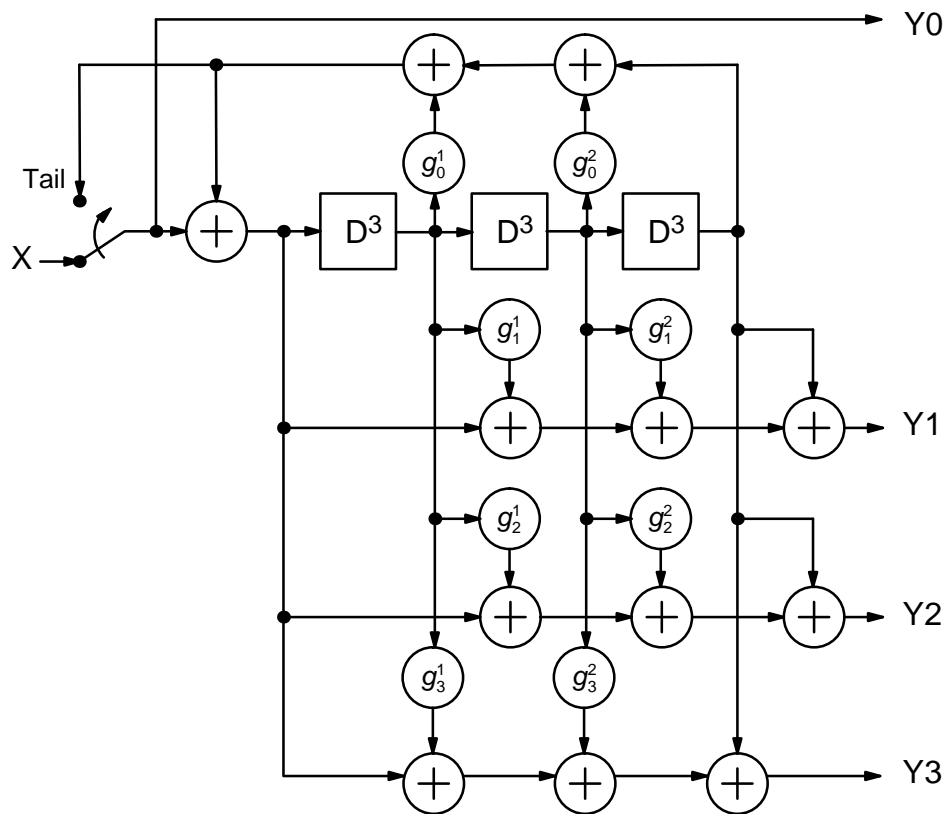 Y0
g₀¹ g₀²
Tail
X D³ D³ D³
g₁¹ g₁²
Y1
g₂¹ g₂²
Y2
g₃¹ g₃²
Y3